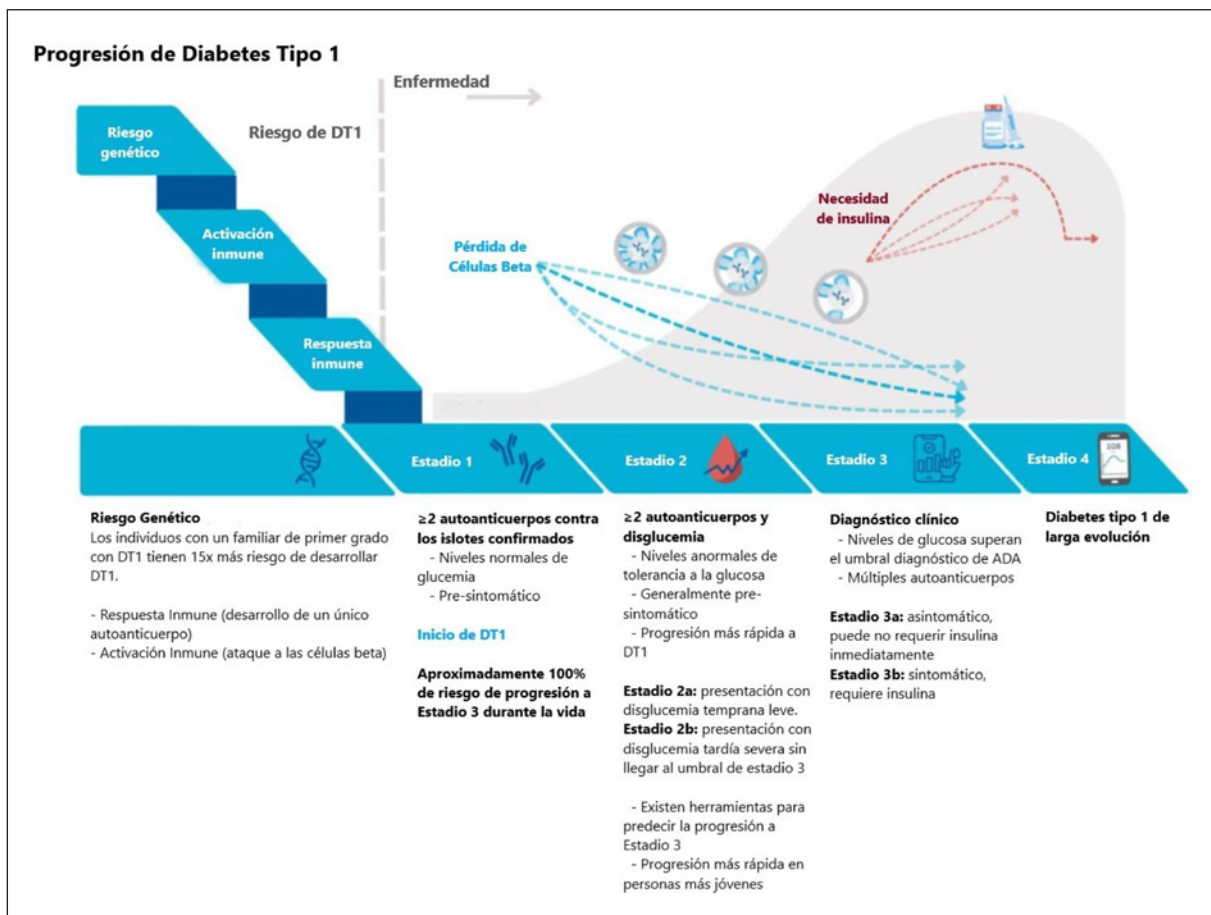 Progresión de Diabetes Tipo 1
Enfermedad
Riesgo de DT1
Riesgo
genético
Activación
inmune
Respuesta
inmune
Pérdida de
Células Beta
Necesidad
de insulina
Estadio 1
Estadio 2
Estadio 3
Estadio 4
108
Riesgo Genético
Los individuos con un familiar de primer grado
con DT1 tienen 15x más riesgo de desarrollar
DT1.
- Respuesta Inmune (desarrollo de un único
autoanticuerpo)
- Activación Inmune (ataque a las células beta)
≥2 autoanticuerpos contra
los islotes confirmados
- Niveles normales de
glucemia
- Pre-sintomático
Inicio de DT1
Aproximadamente 100%
de riesgo de progresión a
Estadio 3 durante la vida
≥2 autoanticuerpos y
disglucemia
- Niveles anormales de
tolerancia a la glucosa
- Generalmente pre-
sintomático
- Progresión más rápida a
DT1
Estadio 2a: presentación con
disglucemia temprana leve.
Estadio 2b: presentación con
disglucemia tardía severa sin
llegar al umbral de estadio 3
- Existen herramientas para
predecir la progresión a
Estadio 3
- Progresión más rápida en
personas más jóvenes
Diagnóstico clínico
- Niveles de glucosa superan
el umbral diagnóstico de ADA
- Múltiples autoanticuerpos
Estadio 3a: asintomático,
puede no requerir insulina
inmediatamente
Estadio 3b: sintomático,
requiere insulina
Diabetes tipo 1 de
larga evolución